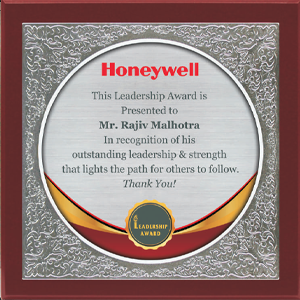 Honeywell
This Leadership Award is
Presented to
Mr. Rajiv Malhotra
In recognition of his
outstanding leadership & strength
that lights the path for others to follow.
Thank You!
LEADERSHIP
AWARD